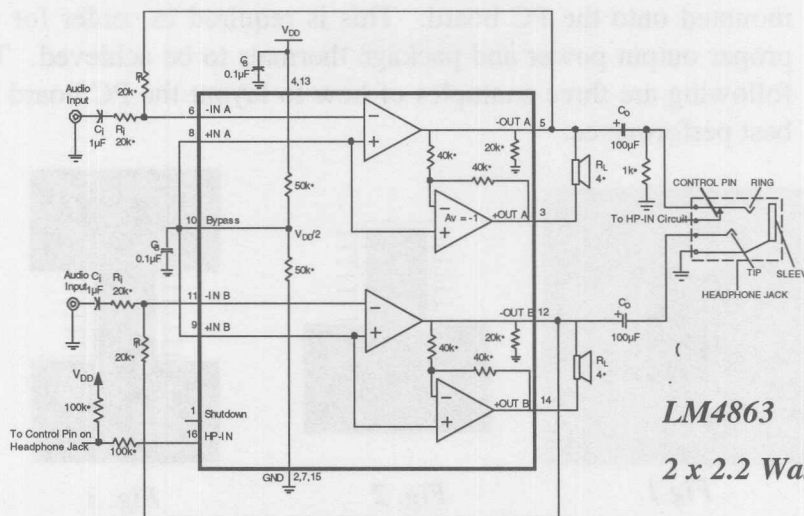 mounted onto the PC board. This is required in order for
proper output power and package thermals to be achieved.
following are three examples of how to layout the PC board
best performance.
VDD
Cs
0.1µF
4,13
Audio
Input
20k*
Ci
1µF
Ri
20k*
6
-IN A
8
+IN A
-OUT A
5
Co
100µF
40k*
20k*
40k*
RL
4*
1k*
CONTROL PIN
RING
50k*
Av = -1
+OUT A
3
To HP-IN Circuit
10
Bypass
VDD/2
0.1µF
50k*
TIP
SLEEV
HEADPHONE JACK
Audio
Input
Ci
1µF
Ri
20k*
11
-IN B
9
+IN B
-OUT B
12
Co
100µF
20k*
40k*
20k*
40k*
RL
4*
VDD
100k*
1
Shutdown
+OUT B
14
To Control Pin on
Headphone Jack
100k*
16
HP-IN
GND
2,7,15
LM4863
2 x 2.2 Wa
Fig. 2